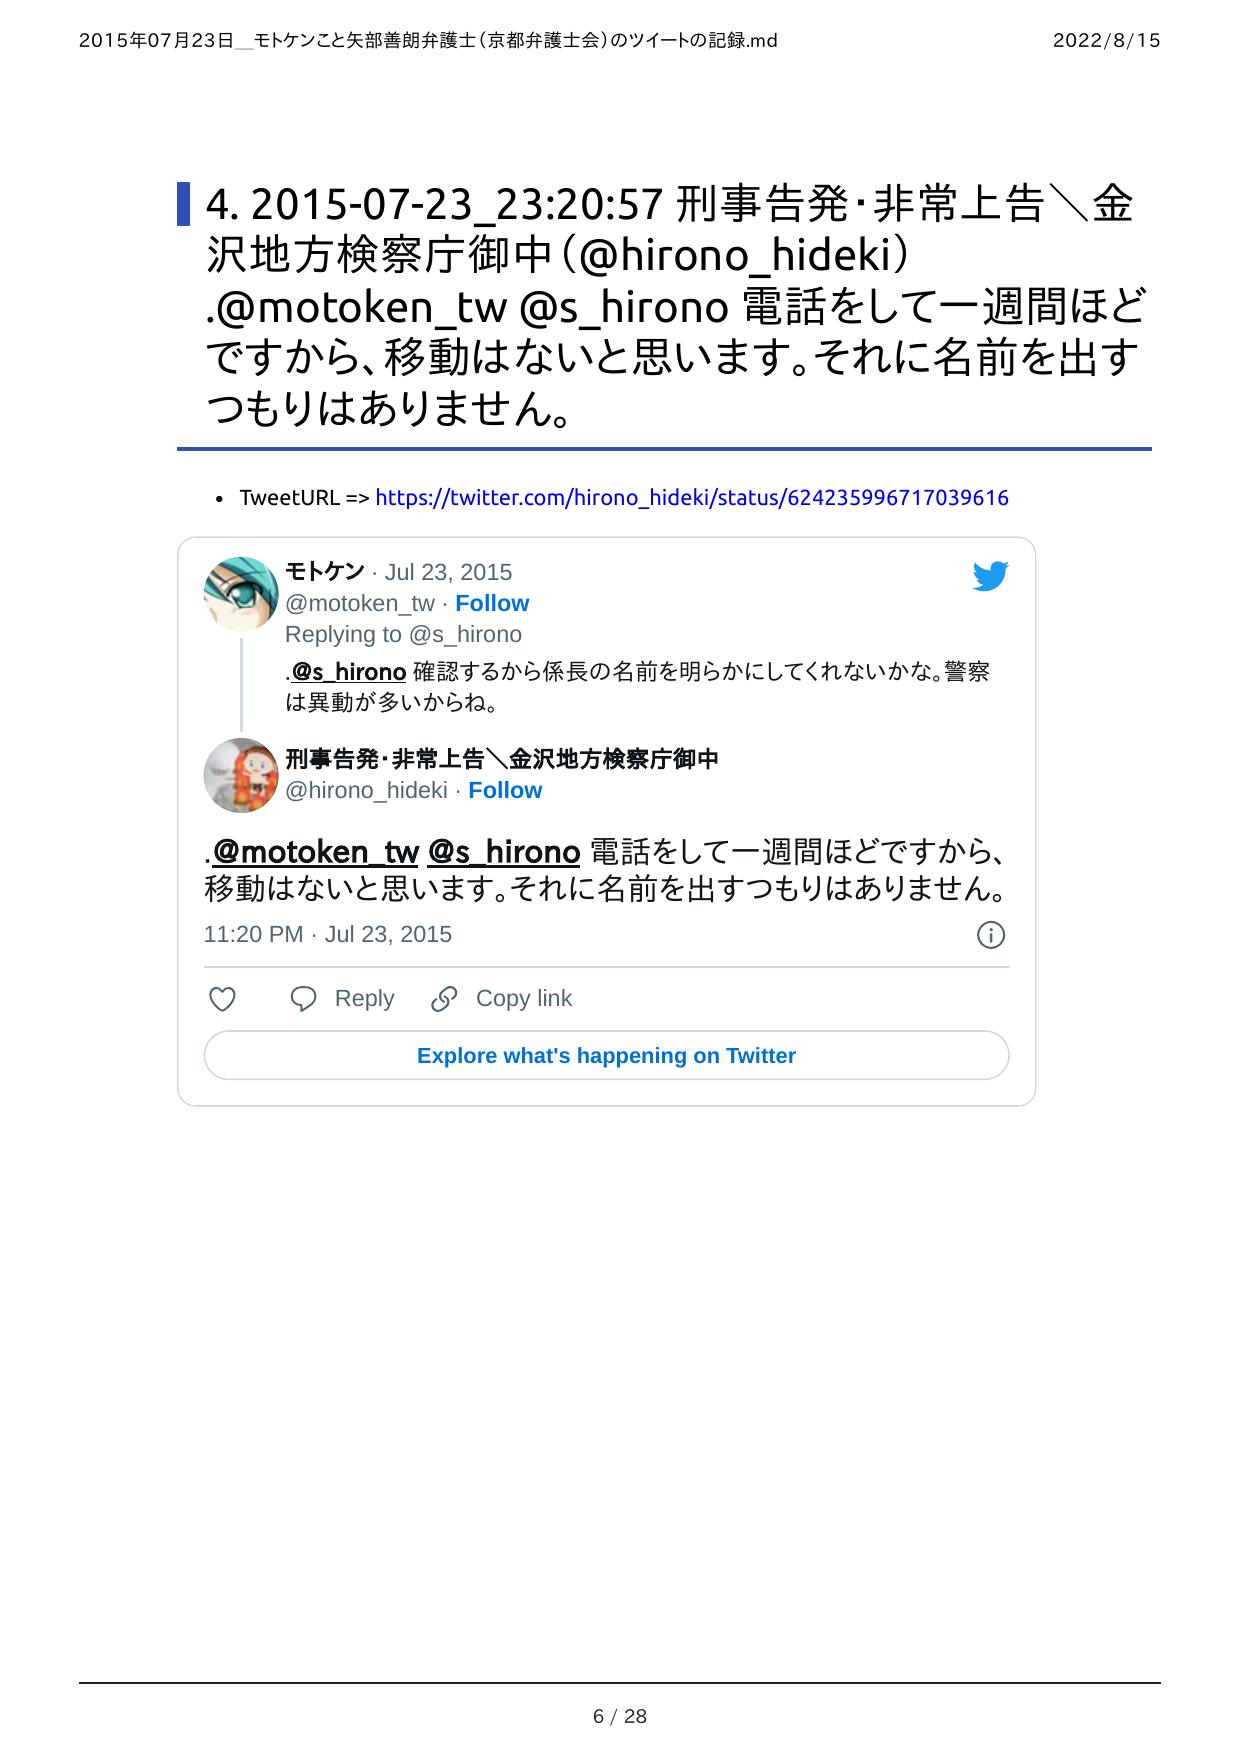 2015年07月23日__モトケンこと矢部善朗弁護士（京都弁護士会）のツイートの記録.md
2022/8/15
4. 2015-07-23_23:20:57 刑事告発・非常上告＼金
沢地方検察庁御中（@hirono_hideki）
.@motoken_tw @s_hirono 電話をして一週間ほど
ですから、移動はないと思います。それに名前を出す
つもりはありません。
• TweetURL => https://twitter.com/hirono_hideki/status/624235996717039616
モトケン · Jul 23, 2015
@motoken_tw · Follow
Replying to @s_hirono
.@s_hirono 確認するから係長の名前を明らかにしてくれないかな。警察
は異動が多いからね。
刑事告発・非常上告＼金沢地方検察庁御中
@hirono_hideki · Follow
.@motoken_tw @s_hirono 電話をして一週間ほどですから、
移動はないと思います。それに名前を出すつもりはありません。
11:20 PM · Jul 23, 2015
Reply Copy link
Explore what's happening on Twitter
6 / 28